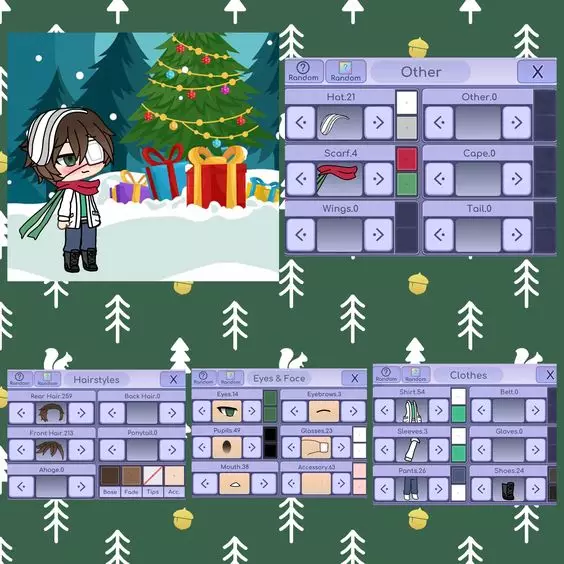 Random
Random
Other
X
Hat.21
Other.0
Scarf.4
Cape.0
Wings.0
Tail.0
Random
Random
Hairstyles
X
Rear Hair.259
Back Hair.0
Front Hair.213
Ponytail.0
Ahoge.0
Base
Fade
Tips
Acc.
Random
Random
Eyes & Face
X
Eyes.14
Eyebrows.3
Pupils.49
Glasses.23
Mouth.38
Accessory.63
Random
Random
Clothes
X
Shirt.54
Belt.0
Sleeves.3
Gloves.0
Pants.26
Shoes.24